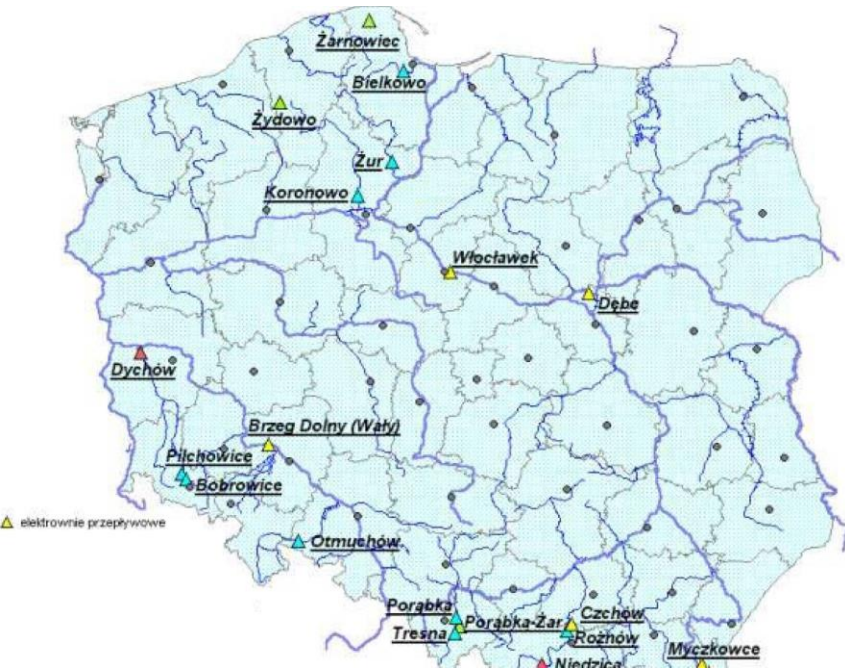 Żarnowiec
Bielkowo
Żydowo
Żur
Koronowo
Włocławek
Dębe
Dychów
Brzeg Dolny (Wały)
Pilchowice
Bobrowice
elektrownie przepływowe
Otmuchów
Porąbka
Porąbka-Żar
Czchów
Tresna
Rożnów
Myczkowce
Niedzica